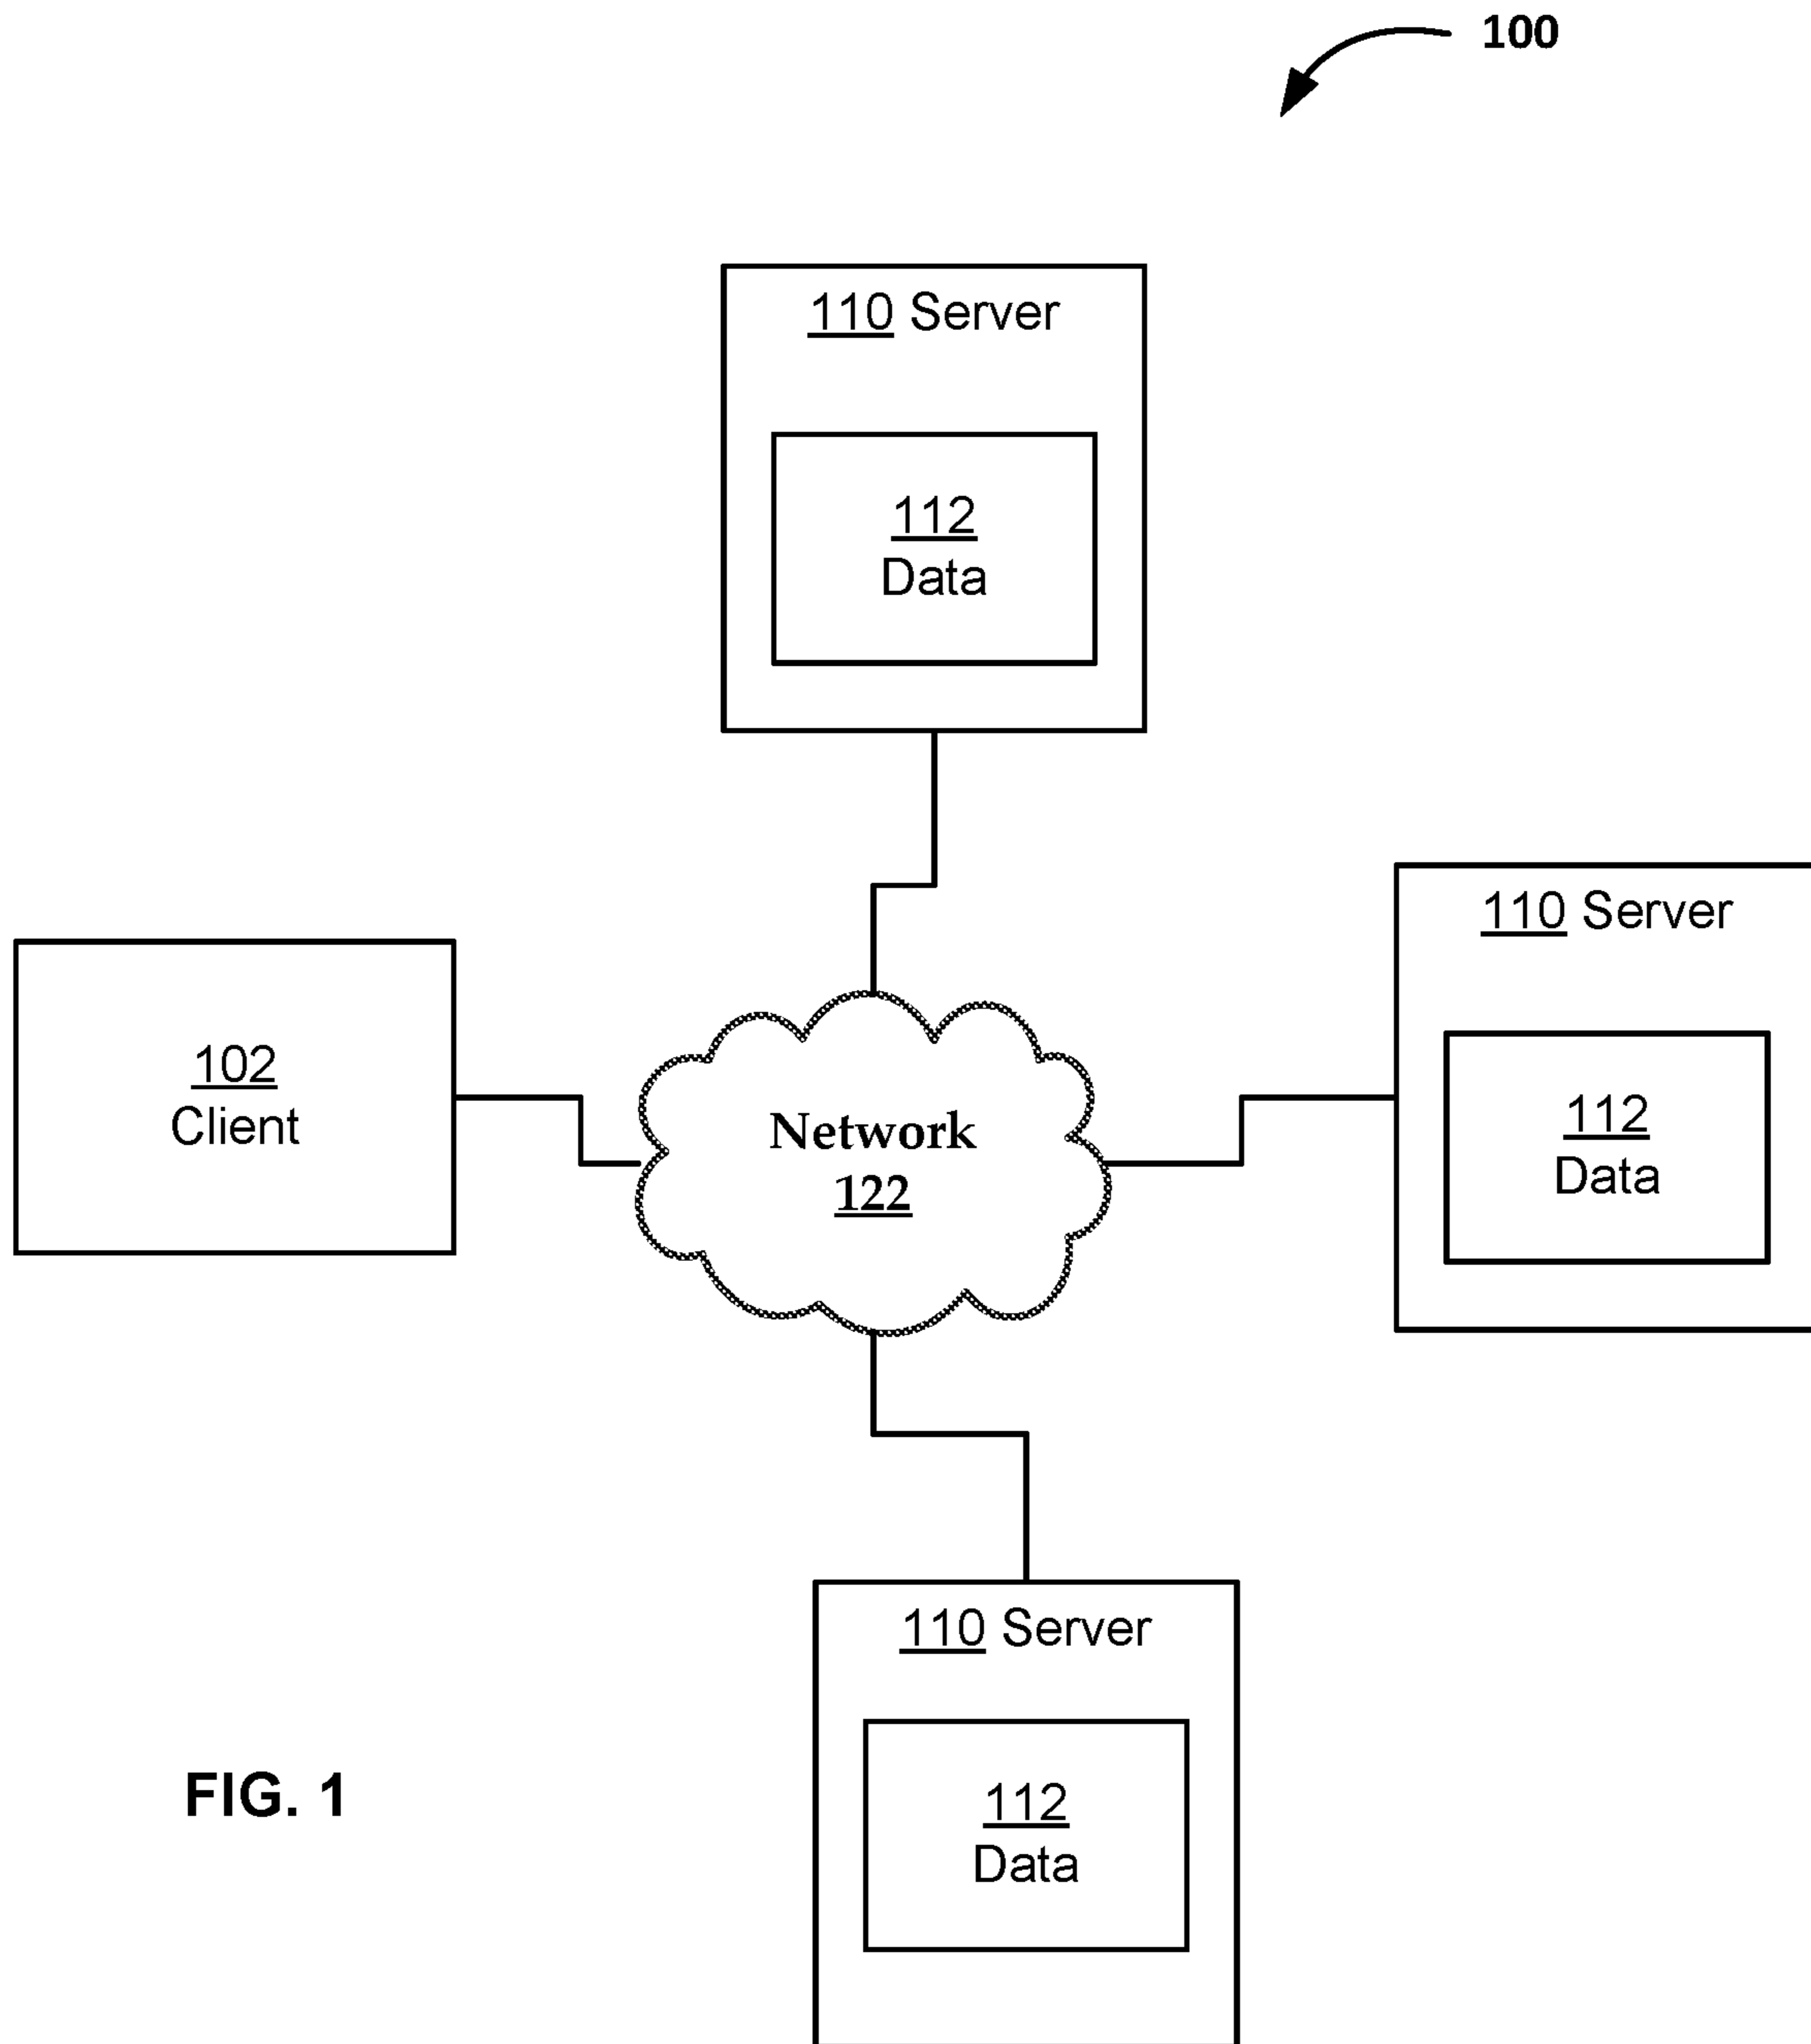 100
110 Server
112
Data
110 Server
102
Client
112
Data
Network
122
110 Server
112
Data
FIG. 1